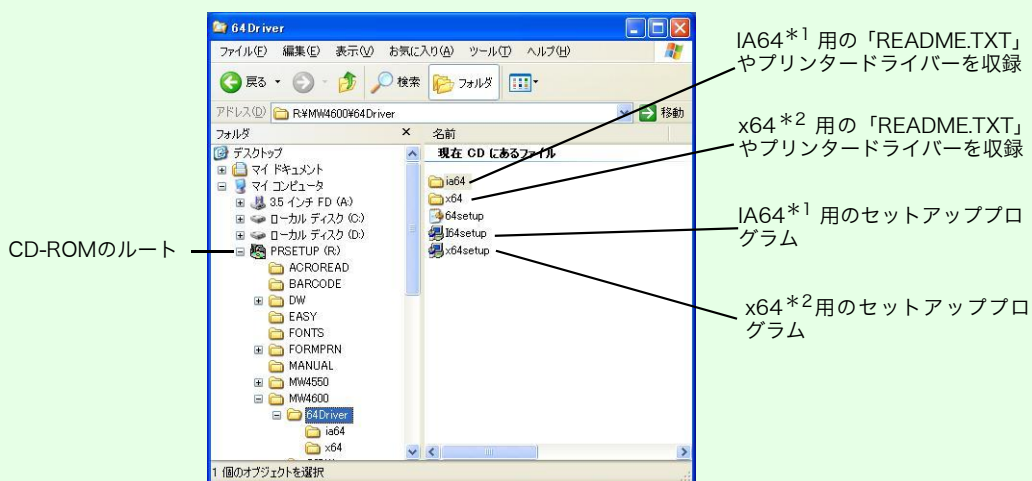 64Driver
ファイル(F) 編集(E) 表示(V) お気に入り(A) ツール(T) ヘルプ(H)
戻る 検索 フォルダ
アドレス(D) R:¥MW4600¥64Driver 移動
フォルダ × 名前
デスクトップ
マイ ドキュメント
マイ コンピュータ
3.5 インチ FD (A:)
ローカル ディスク (C:)
ローカル ディスク (D:)
PRSETUP (R:)
ACROREAD
BARCODE
DW
EASY
FONTS
FORMPRN
MANUAL
MW4550
MW4600
64Driver
ia64
x64
現在 CD にあるファイル
ia64
x64
64setup
I64setup
x64setup
1 個のオブジェクトを選択
CD-ROMのルート
IA64＊1 用の「README.TXT」
やプリンタードライバーを収録
x64＊2 用の「README.TXT」
やプリンタードライバーを収録
IA64＊1 用のセットアッププロ
グラム
x64＊2用のセットアッププロ
グラム